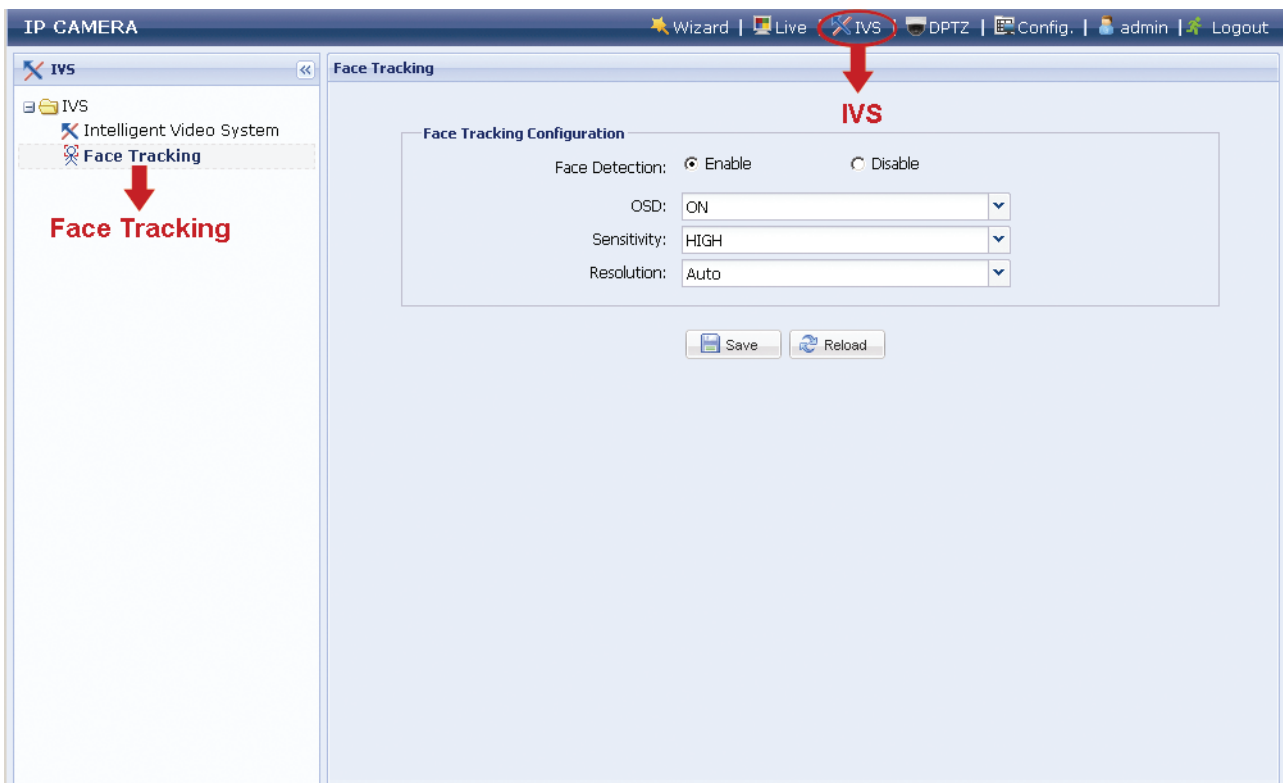 IP CAMERA
Wizard | Live | IVS | DPTZ | Config. | admin | Logout
IVS
Face Tracking
IVS
IVS
Intelligent Video System
Face Tracking
Face Tracking
Face Tracking Configuration
Face Detection: Enable Disable
OSD: ON
Sensitivity: HIGH
Resolution: Auto
Save Reload